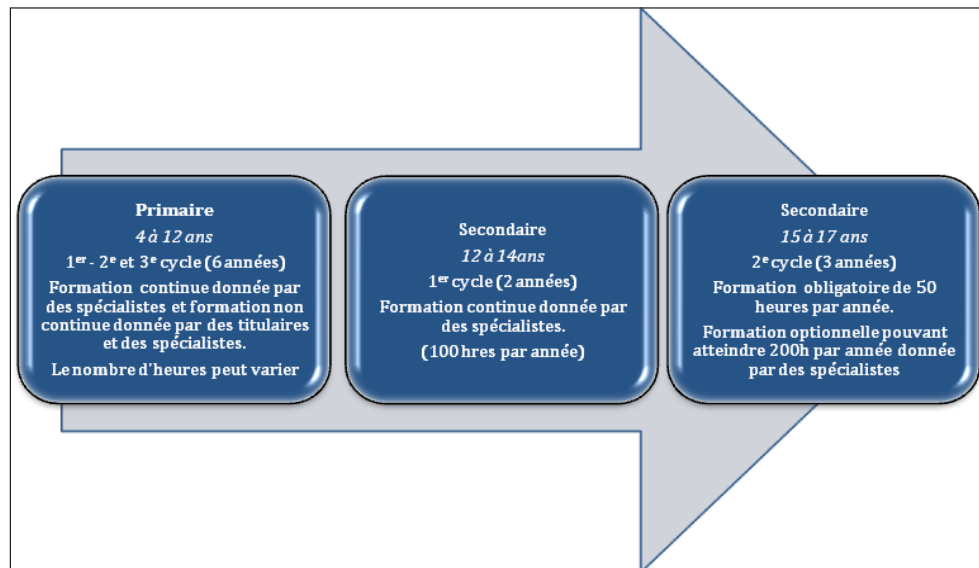 Primaire
4 à 12 ans
1er - 2e et 3e cycle (6 années)
Formation continue donnée par
des spécialistes et formation non
continue donnée par des titulaires
et des spécialistes.
Le nombre d'heures peut varier
Secondaire
12 à 14ans
1er cycle (2 années)
Formation continue donnée par
des spécialistes.
(100 hres par année)
Secondaire
15 à 17 ans
2e cycle (3 années)
Formation obligatoire de 50
heures par année.
Formation optionnelle pouvant
atteindre 200h par année donnée
par des spécialistes